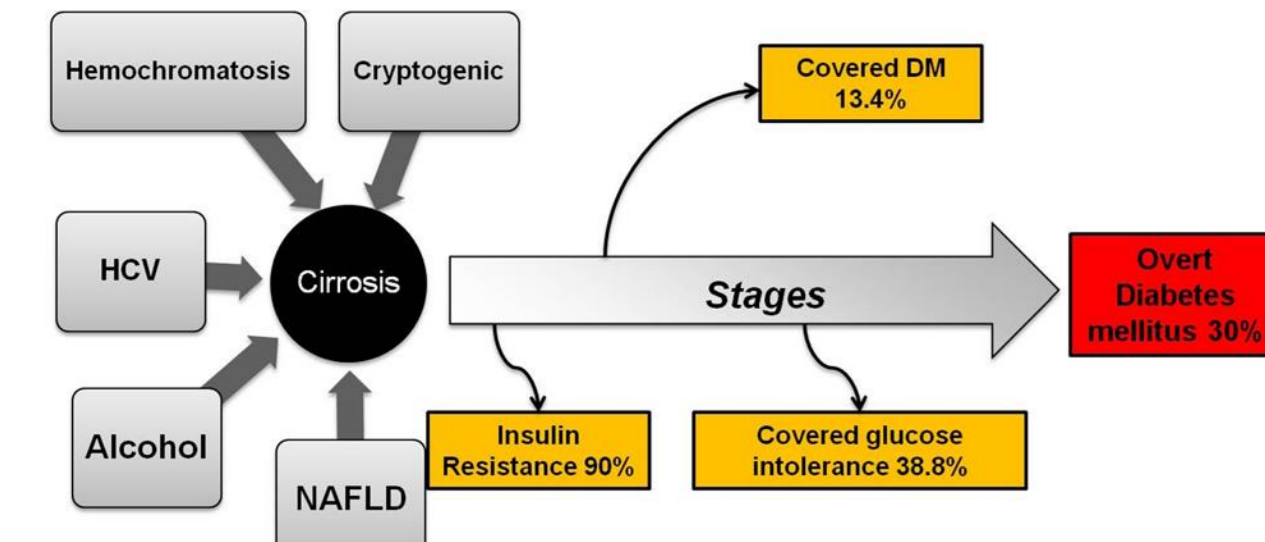 Hemochromatosis
Cryptogenic
Covered DM
13.4%
HCV
Cirrosis
Stages
Overt
Diabetes
mellitus 30%
Alcohol
NAFLD
Insulin
Resistance 90%
Covered glucose
intolerance 38.8%